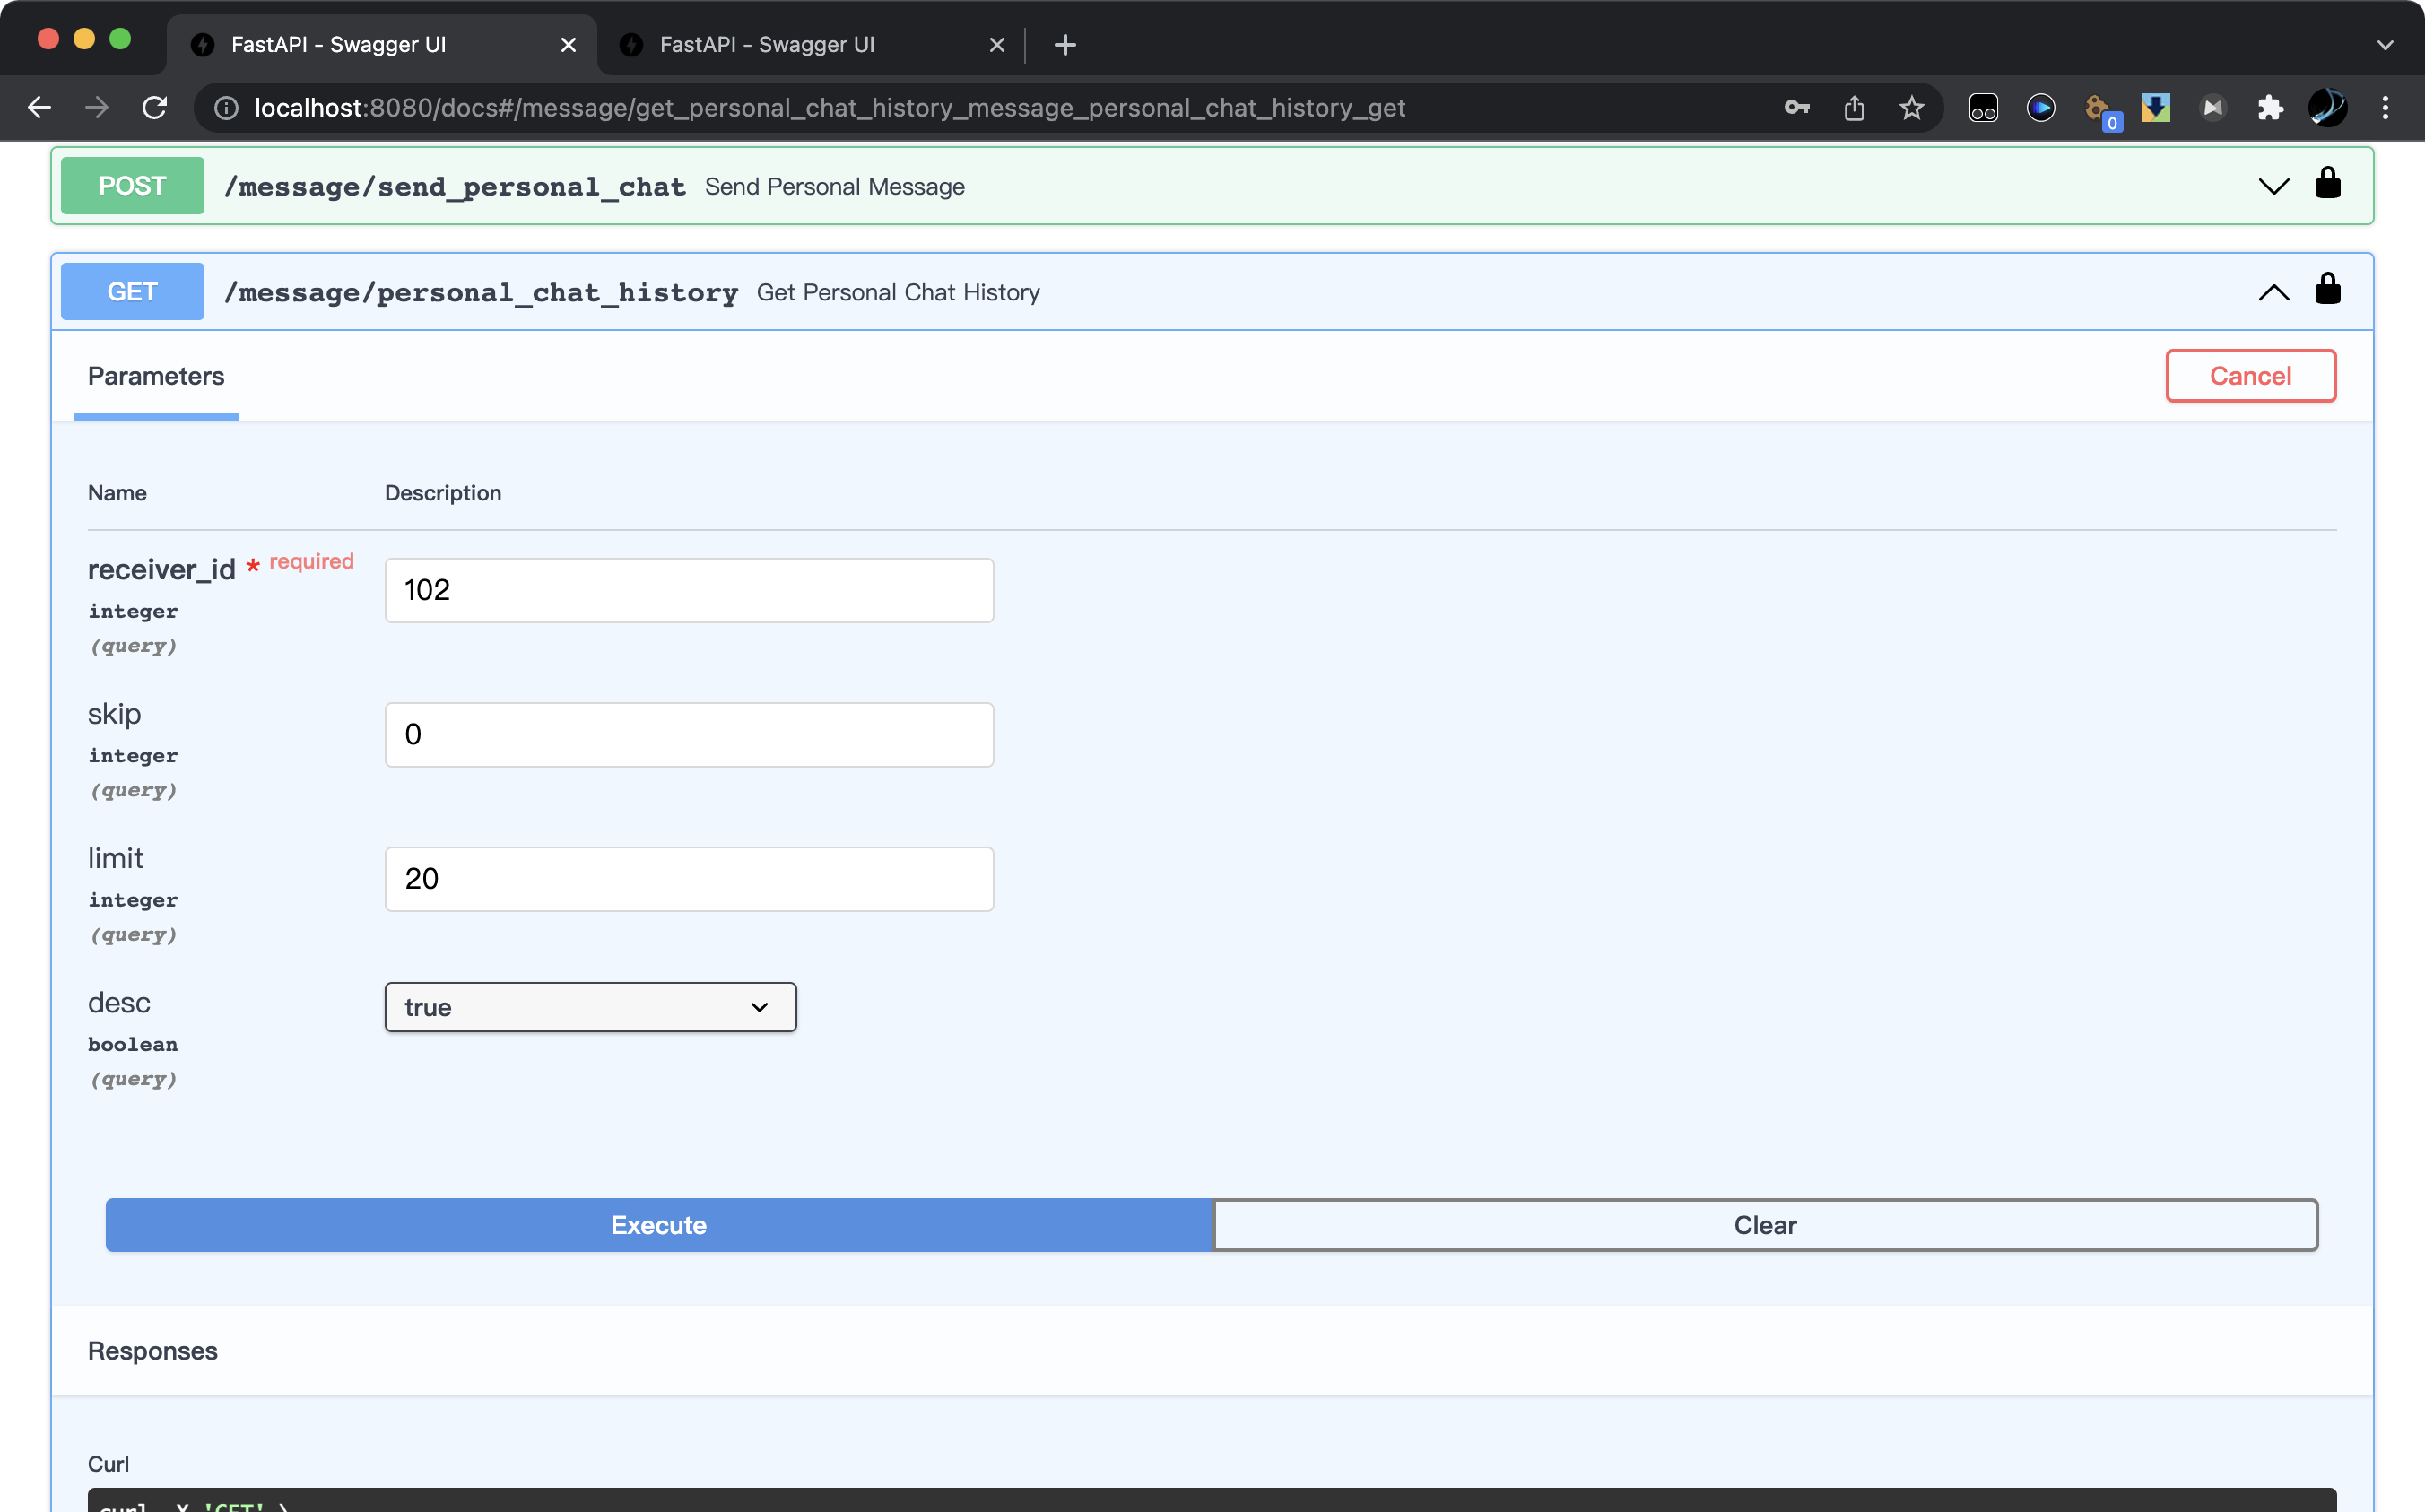 FastAPI - Swagger UI
FastAPI - Swagger UI
localhost:8080/docs#/message/get_personal_chat_history_message_personal_chat_history_get
0
POST /message/send_personal_chat Send Personal Message
GET /message/personal_chat_history Get Personal Chat History
Parameters
Cancel
Name Description
receiver_id * required
integer
(query)
102
skip
integer
(query)
0
limit
integer
(query)
20
desc
boolean
(query)
true
Execute
Clear
Responses
Curl
curl -X 'GET' \